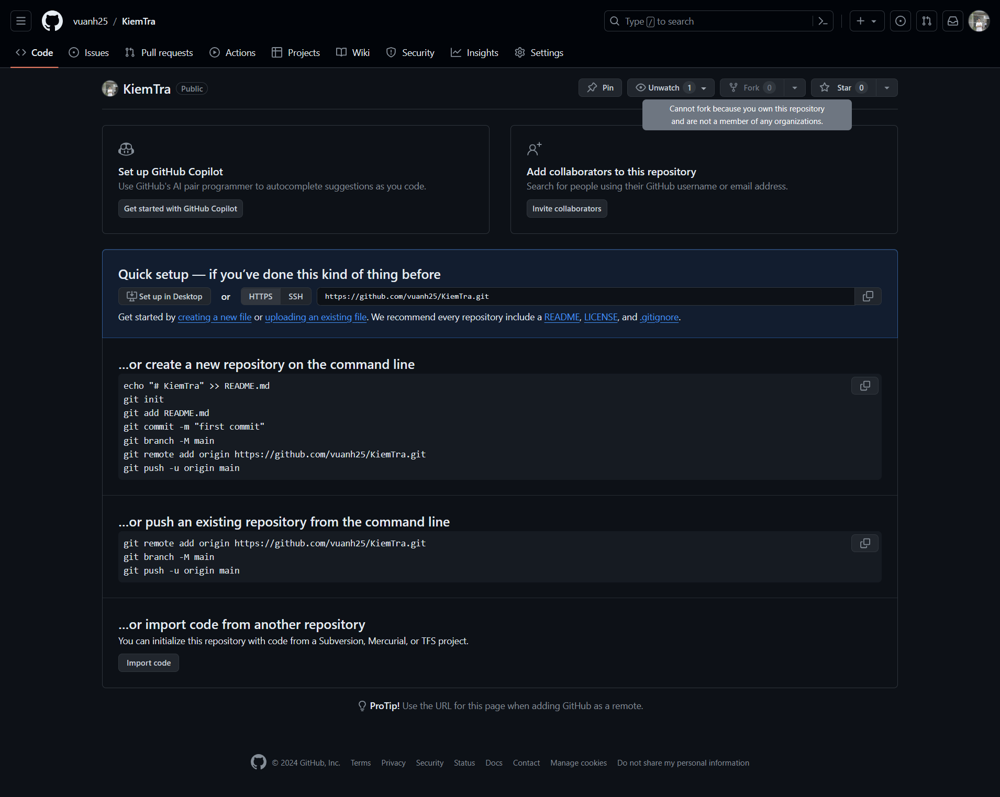 vuanh25 / KiemTra
Type / to search
Code Issues Pull requests Actions Projects Wiki Security Insights Settings
KiemTra Public
Pin Unwatch 1 Fork 0 Star 0
Cannot fork because you own this repository
and are not a member of any organizations.
Set up GitHub Copilot
Use GitHub's AI pair programmer to autocomplete suggestions as you code.
Get started with GitHub Copilot
Add collaborators to this repository
Search for people using their GitHub username or email address.
Invite collaborators
Quick setup — if you’ve done this kind of thing before
Set up in Desktop or HTTPS SSH https://github.com/vuanh25/KiemTra.git
Get started by creating a new file or uploading an existing file. We recommend every repository include a README, LICENSE, and .gitignore.
…or create a new repository on the command line
echo "# KiemTra" >> README.md
git init
git add README.md
git commit -m "first commit"
git branch -M main
git remote add origin https://github.com/vuanh25/KiemTra.git
git push -u origin main
…or push an existing repository from the command line
git remote add origin https://github.com/vuanh25/KiemTra.git
git branch -M main
git push -u origin main
…or import code from another repository
You can initialize this repository with code from a Subversion, Mercurial, or TFS project.
Import code
ProTip! Use the URL for this page when adding GitHub as a remote.
© 2024 GitHub, Inc. Terms Privacy Security Status Docs Contact Manage cookies Do not share my personal information